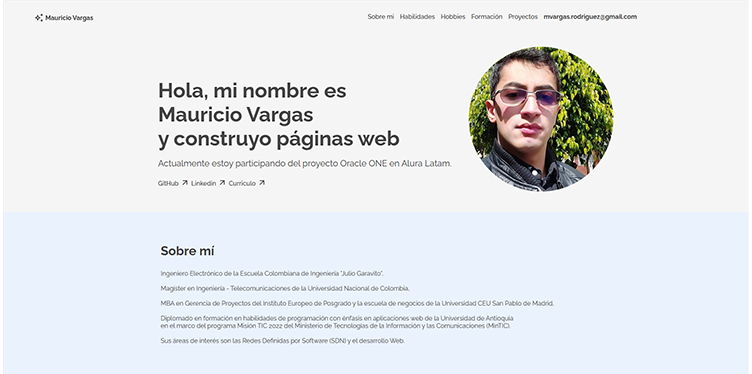 Mauricio Vargas
Sobre mí Habilidades Hobbies Formación Proyectos mvargas.rodriguez@gmail.com
Hola, mi nombre es
Mauricio Vargas
y construyo páginas web
Actualmente estoy participando del proyecto Oracle ONE en Alura Latam.
GitHub Linkedin Curriculo
Sobre mí
Ingeniero Electrónico de la Escuela Colombiana de Ingeniería "Julio Garavito".
Magíster en Ingeniería - Telecomunicaciones de la Universidad Nacional de Colombia.
MBA en Gerencia de Proyectos del Instituto Europeo de Posgrado y la escuela de negocios de la Universidad CEU San Pablo de Madrid.
Diplomado en formación en habilidades de programación con énfasis en aplicaciones web de la Universidad de Antioquia
en el marco del programa Misión TIC 2022 del Ministerio de Tecnologías de la Información y las Comunicaciones (MinTIC).
Sus áreas de interés son las Redes Definidas por Software (SDN) y el desarrollo Web.